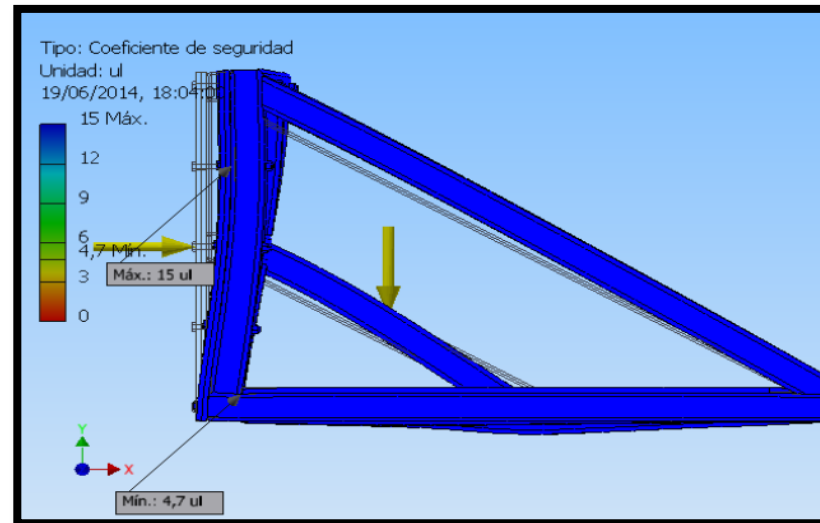 Tipo: Coeficiente de seguridad
Unidad: ul
19/06/2014, 18:04:0
15 Máx.
12
9
6
4,7 Mín.
3
0
Máx.: 15 ul
Y
X
Mín.: 4,7 ul